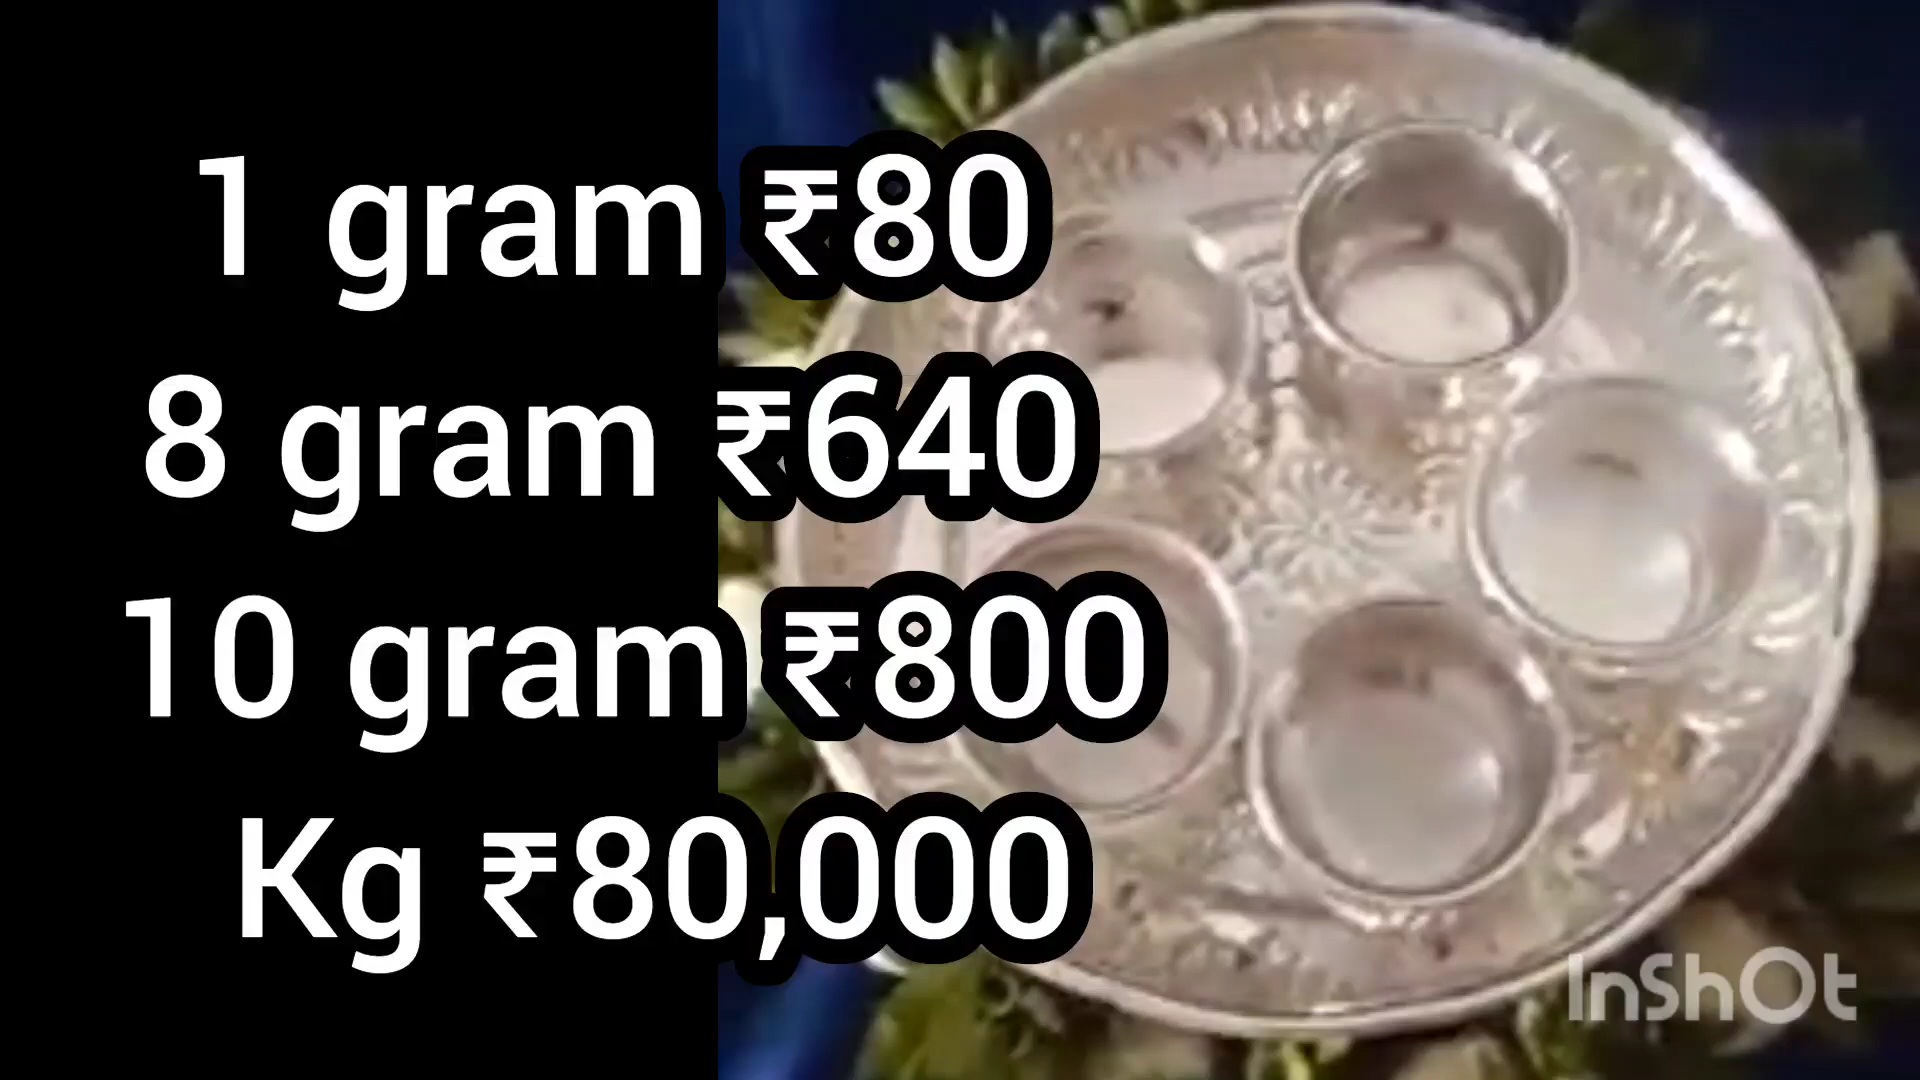 1 gram ₹80
8 gram ₹640
10 gram ₹800
Kg ₹80,000
InShOt